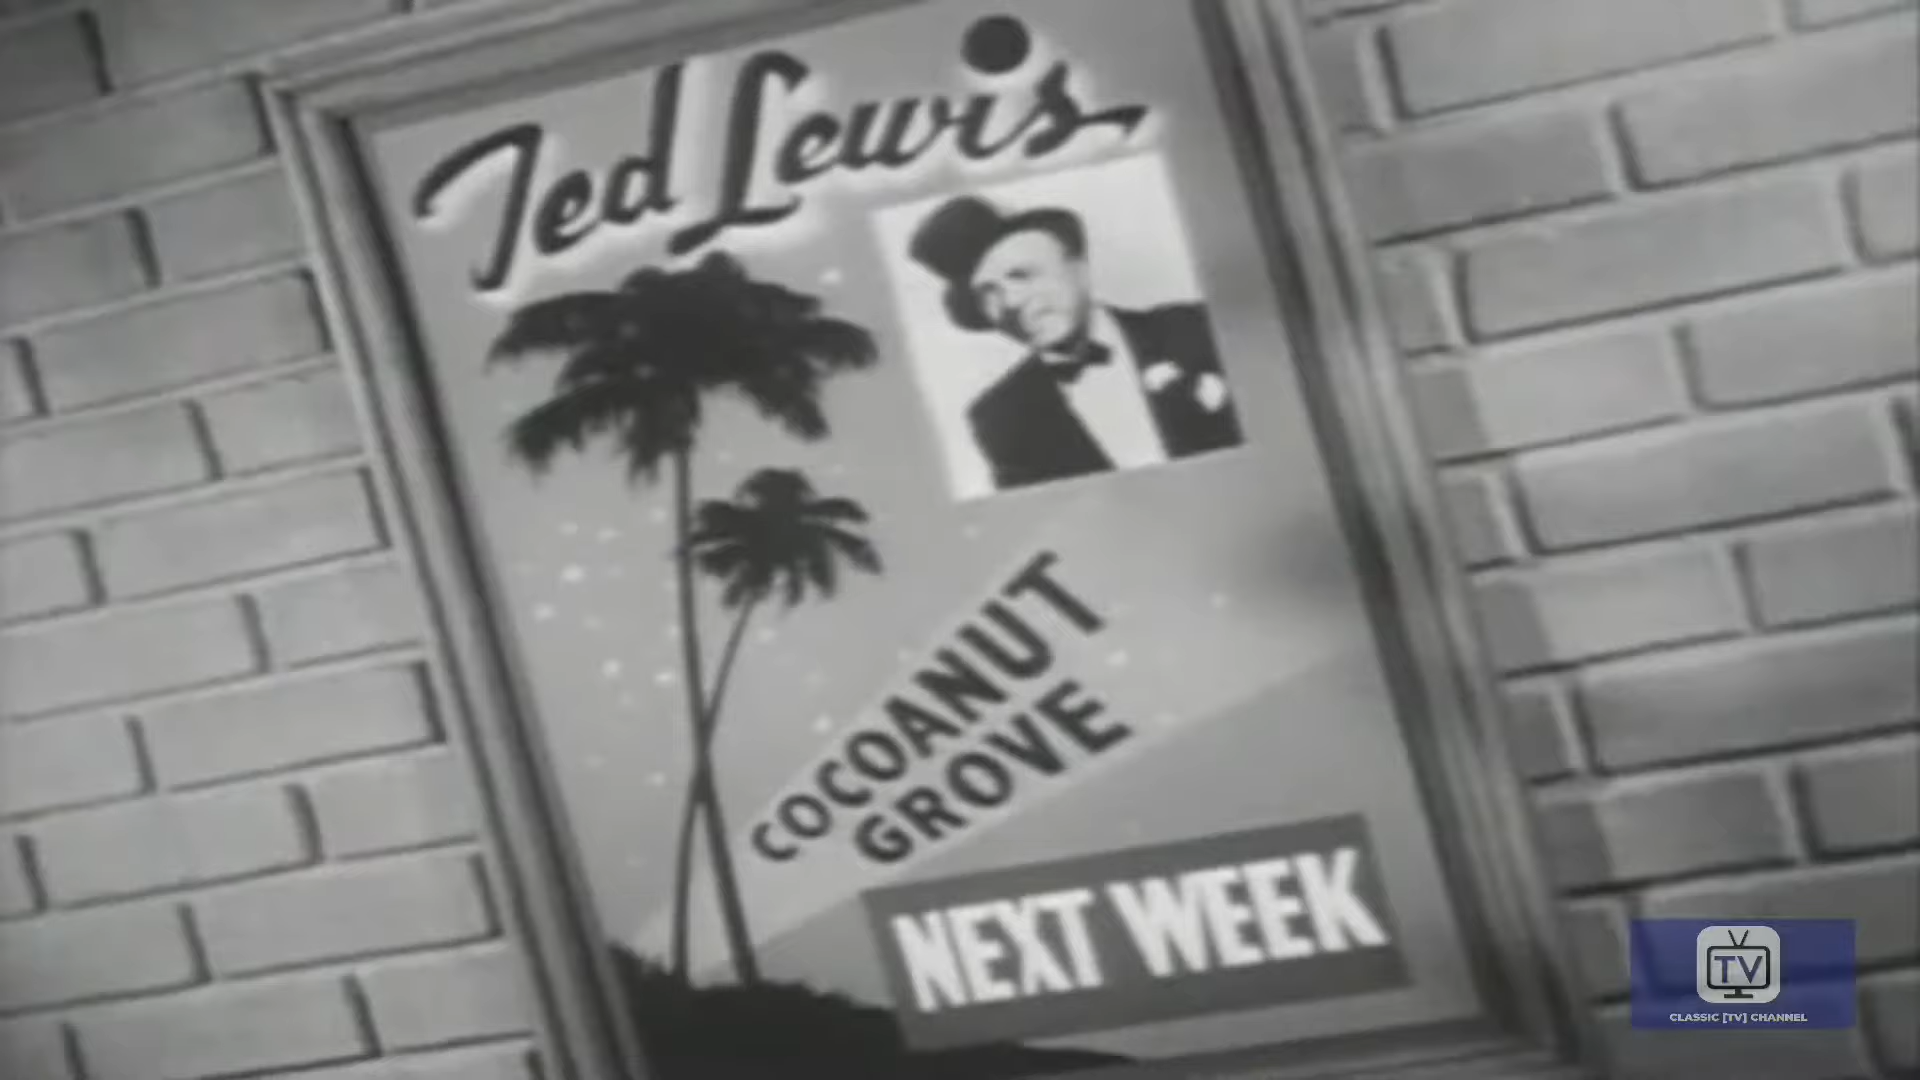 Ted Lewis
COCOANUT
GROVE
NEXT WEEK
TV
CLASSIC [TV] CHANNEL